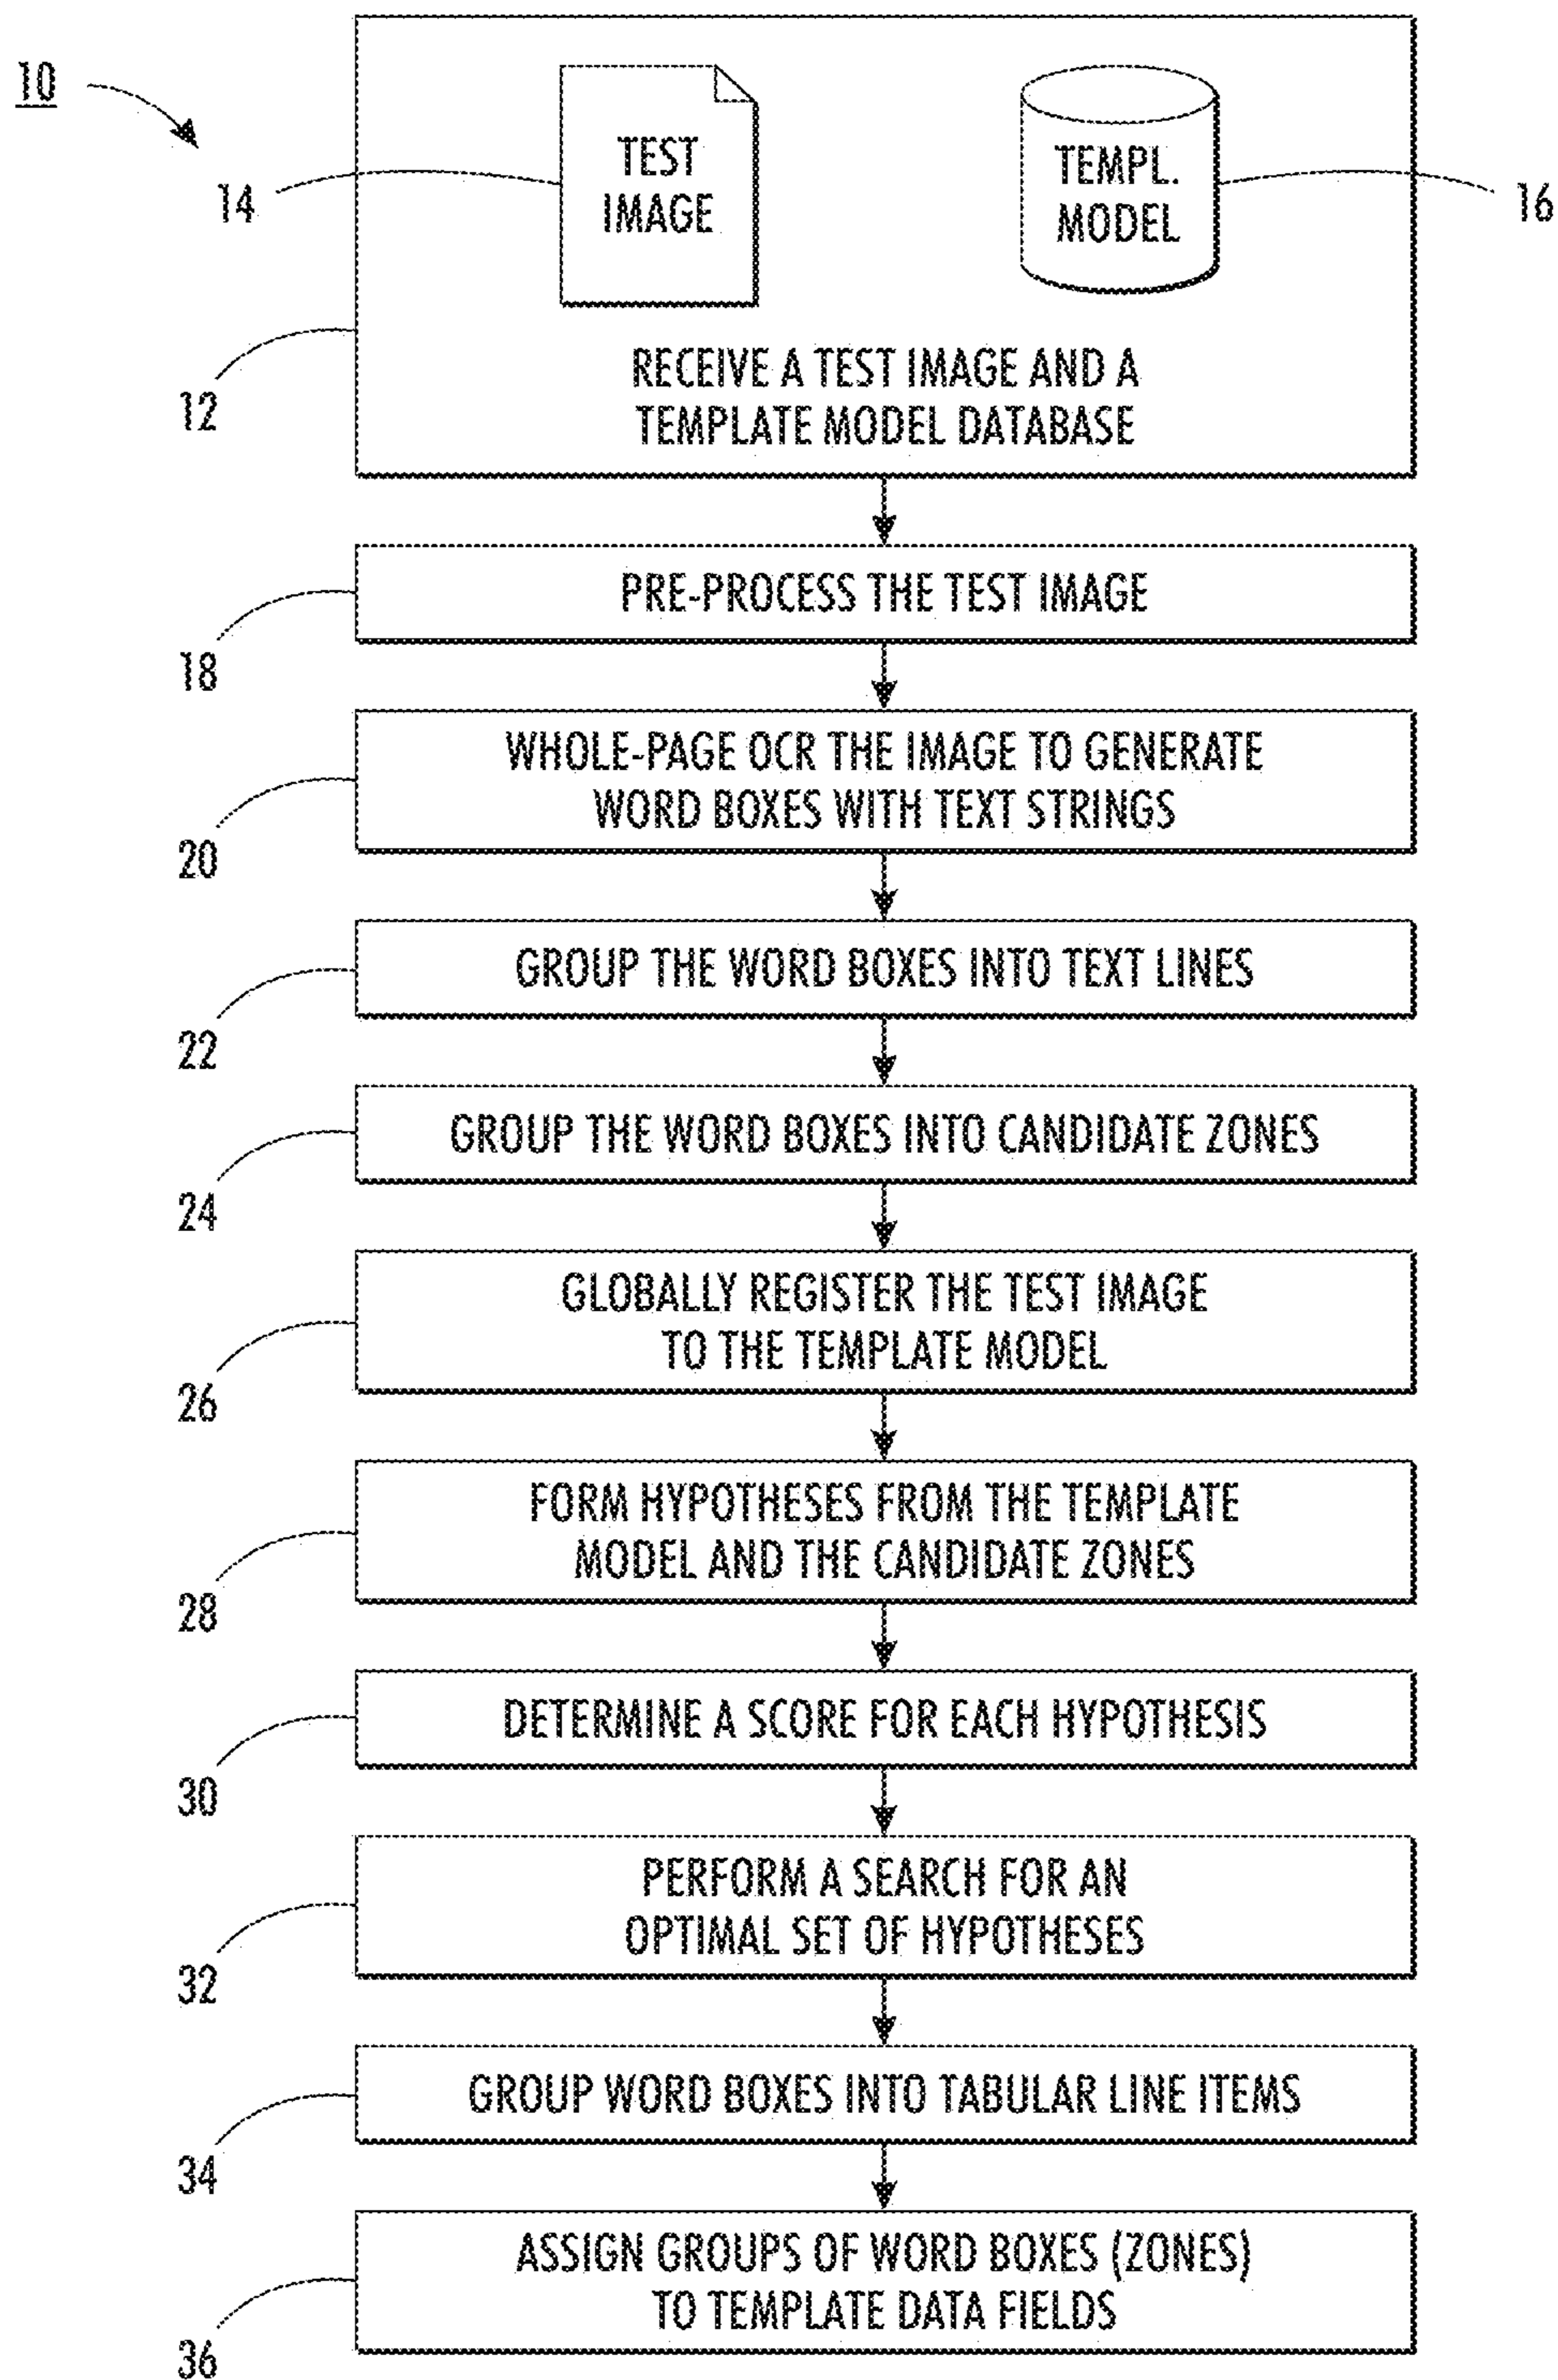 10
TEST
IMAGE
14
TEMPL.
MODEL
16
RECEIVE A TEST IMAGE AND A
TEMPLATE MODEL DATABASE
12
PRE-PROCESS THE TEST IMAGE
18
WHOLE-PAGE OCR THE IMAGE TO GENERATE
WORD BOXES WITH TEXT STRINGS
20
GROUP THE WORD BOXES INTO TEXT LINES
22
GROUP THE WORD BOXES INTO CANDIDATE ZONES
24
GLOBALLY REGISTER THE TEST IMAGE
TO THE TEMPLATE MODEL
26
FORM HYPOTHESES FROM THE TEMPLATE
MODEL AND THE CANDIDATE ZONES
28
DETERMINE A SCORE FOR EACH HYPOTHESIS
30
PERFORM A SEARCH FOR AN
OPTIMAL SET OF HYPOTHESES
32
GROUP WORD BOXES INTO TABULAR LINE ITEMS
34
ASSIGN GROUPS OF WORD BOXES (ZONES)
TO TEMPLATE DATA FIELDS
36